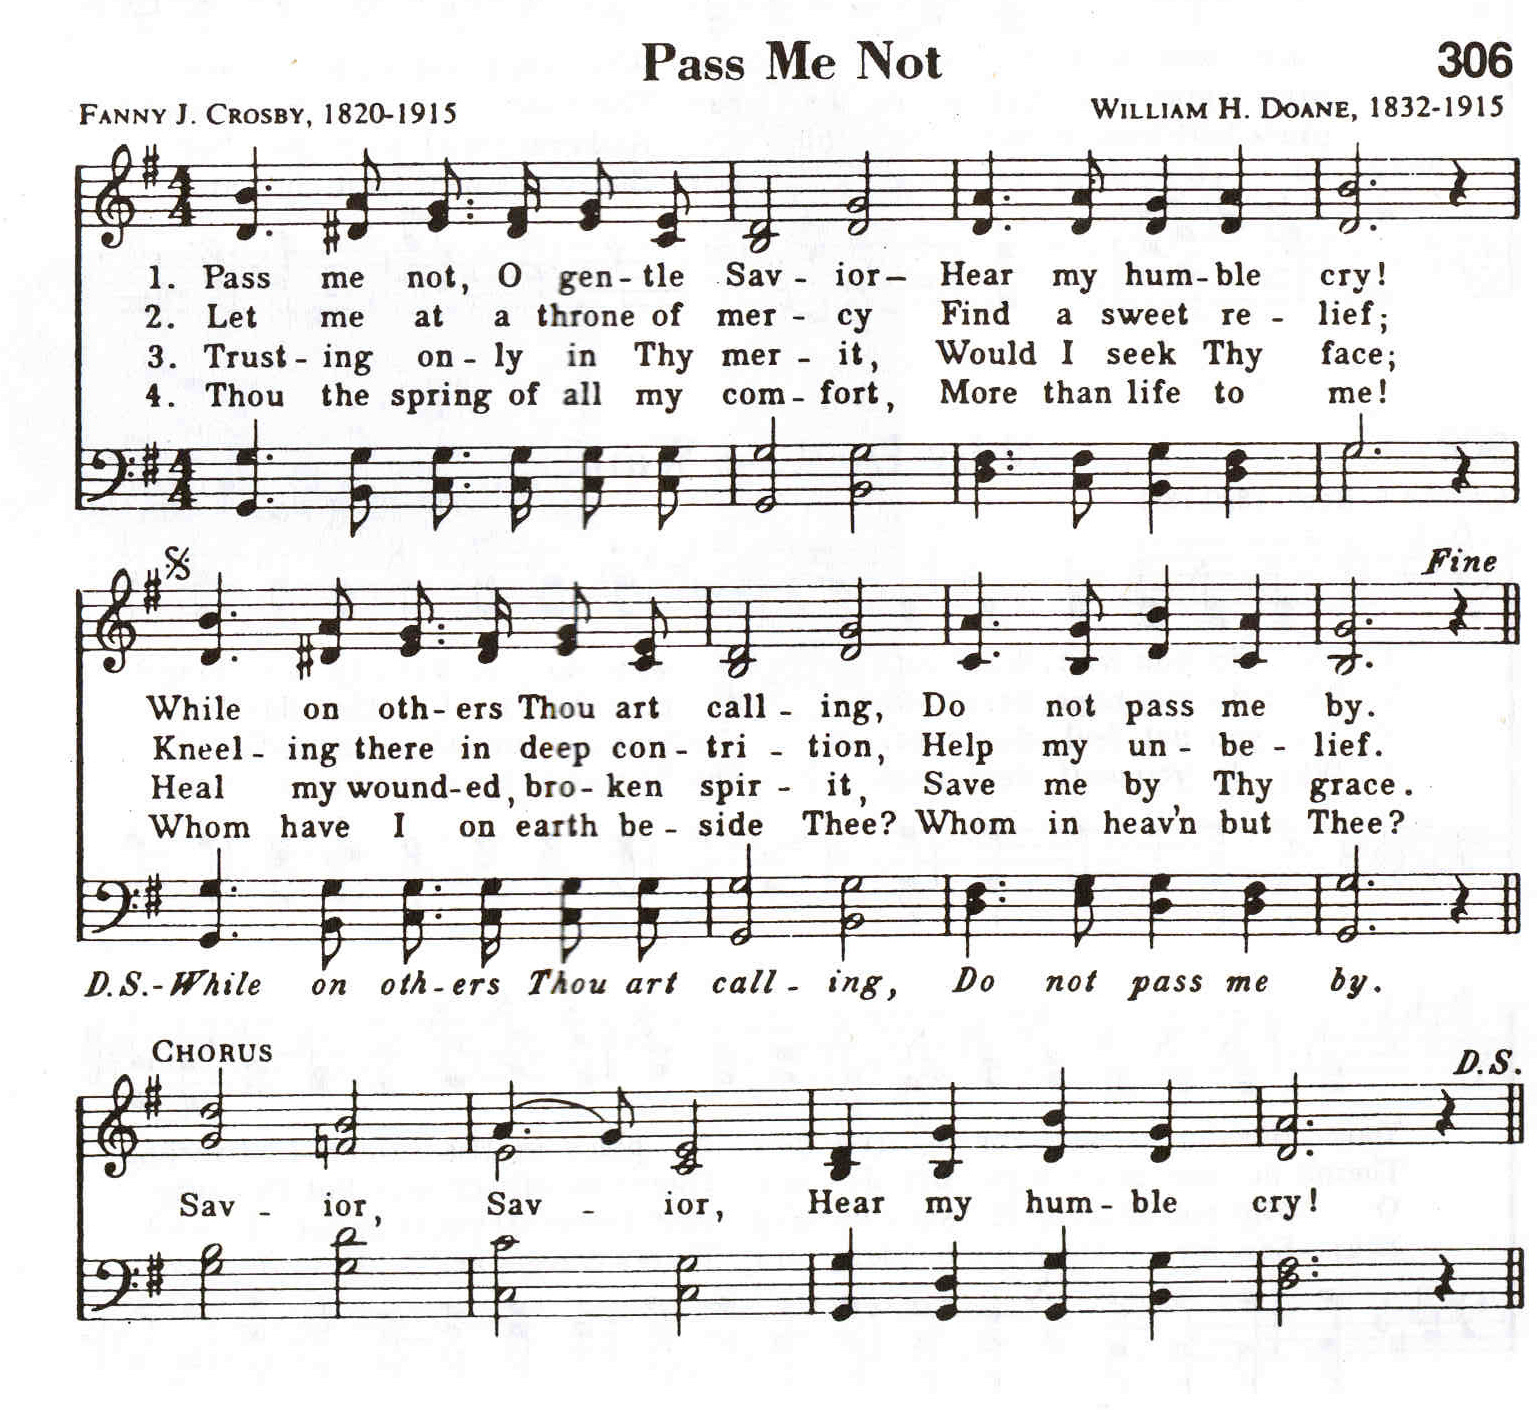 Pass Me Not 306
FANNY J. CROSBY, 1820-1915 WILLIAM H. DOANE, 1832-1915
1. Pass me not, O gen-tle Sav-ior- Hear my hum-ble cry!
2. Let me at a throne of mer-cy Find a sweet re-lief;
3. Trust-ing on-ly in Thy mer-it, Would I seek Thy face;
4. Thou the spring of all my com-fort, More than life to me!
Fine
While on oth-ers Thou art call-ing, Do not pass me by.
Kneel-ing there in deep con-tri-tion, Help my un-be-lief.
Heal my wound-ed, bro-ken spir-it, Save me by Thy grace.
Whom have I on earth be-side Thee? Whom in heav'n but Thee?
D.S.-While on oth-ers Thou art call-ing, Do not pass me by.
CHORUS D.S.
Sav-ior, Sav-ior, Hear my hum-ble cry!